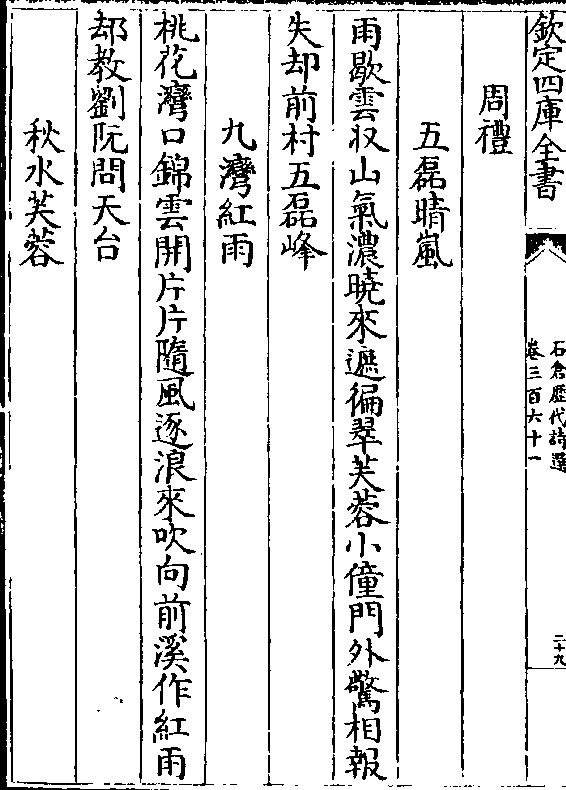 欽定四庫全書
石倉歴代詩選
卷三百六十一
二十九
周禮
五磊晴嵐
雨歇雲収山氣濃曉來遮徧翠芙蓉小僮門外驚相報
失却前村五磊峰
九灣紅雨
桃花灣口錦雲開片片隨風逐浪來吹向前溪作紅雨
却教劉阮問天台
秋水芙蓉